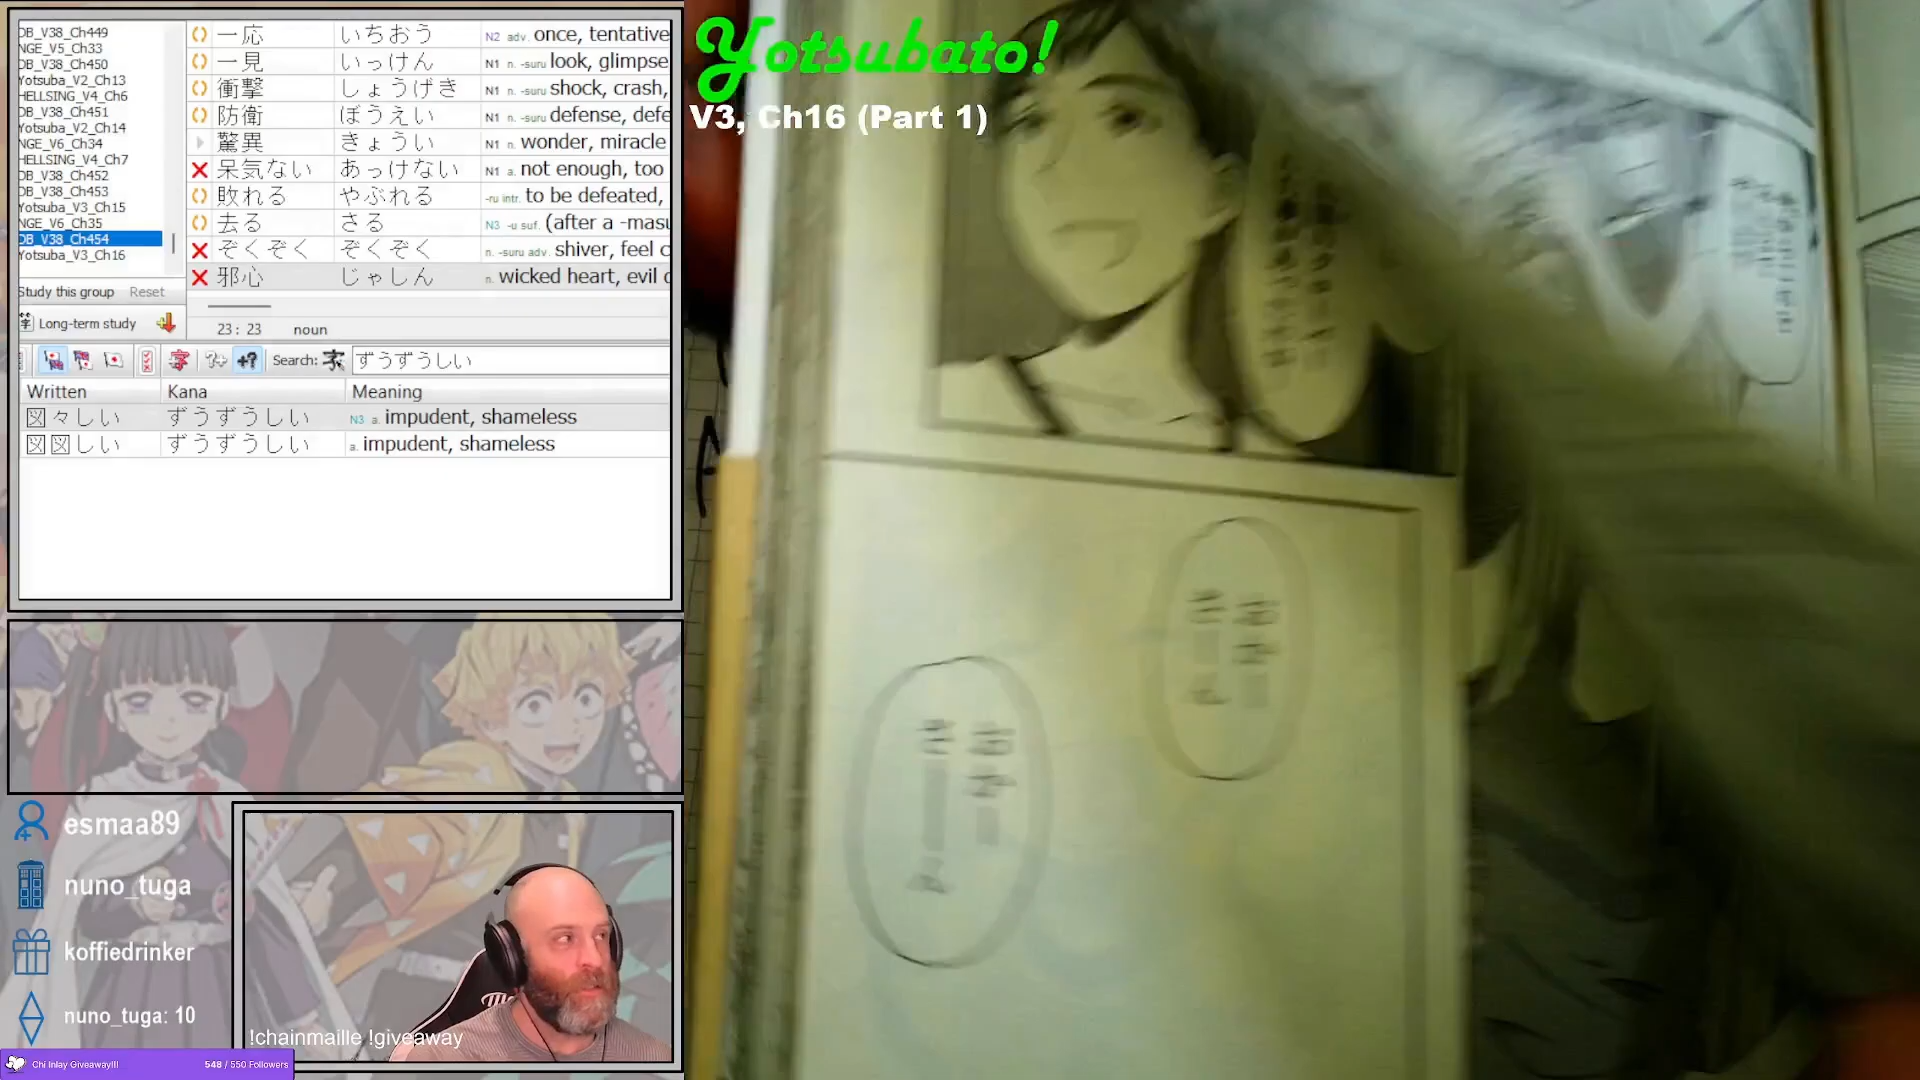 DB_V38_Ch449
NGE_V5_Ch33
DB_V38_Ch450
Yotsuba_V2_Ch13
HELLSING_V4_Ch6
DB_V38_Ch451
Yotsuba_V2_Ch14
NGE_V6_Ch34
HELLSING_V4_Ch7
DB_V38_Ch452
DB_V38_Ch453
Yotsuba_V3_Ch15
NGE_V6_Ch35
DB_V38_Ch454
Yotsuba_V3_Ch16
Study this group Reset
Long-term study
一応 いちおう N2 adv. once, tentative
一見 いっけん N1 n. -suru look, glimpse
衝撃 しょうげき N1 n. -suru shock, crash,
防衛 ぼうえい N1 n. -suru defense, defe
驚異 きょうい N1 n. wonder, miracle
呆気ない あっけない N1 a. not enough, too
敗れる やぶれる -ru intr. to be defeated,
去る さる N3 -u suf. (after a -masu
ぞくぞく ぞくぞく n. -suru adv. shiver, feel c
邪心 じゃしん n. wicked heart, evil
23: 23 noun
Search: ずうずうしい
Written Kana Meaning
図々しい ずうずうしい N3 a. impudent, shameless
図図しい ずうずうしい a. impudent, shameless
Yotsubato!
V3, Ch16 (Part 1)
esmaa89
nuno_tuga
koffiedrinker
nuno_tuga: 10
!chainmaille !giveaway
Chi Inlay Giveaway!!! 548 / 550 Followers